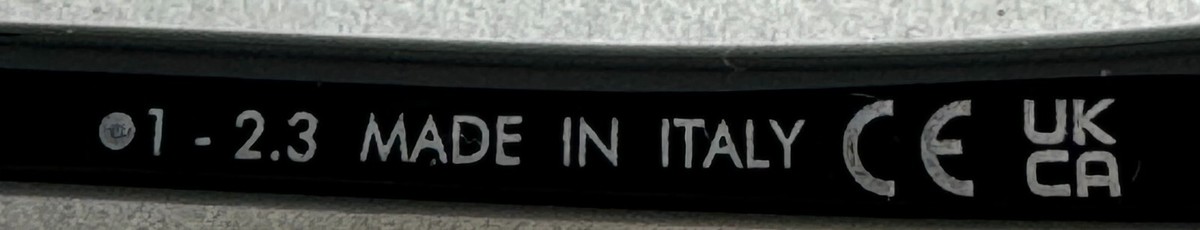 ●1 - 2.3 MADE IN ITALY CE UK
CA